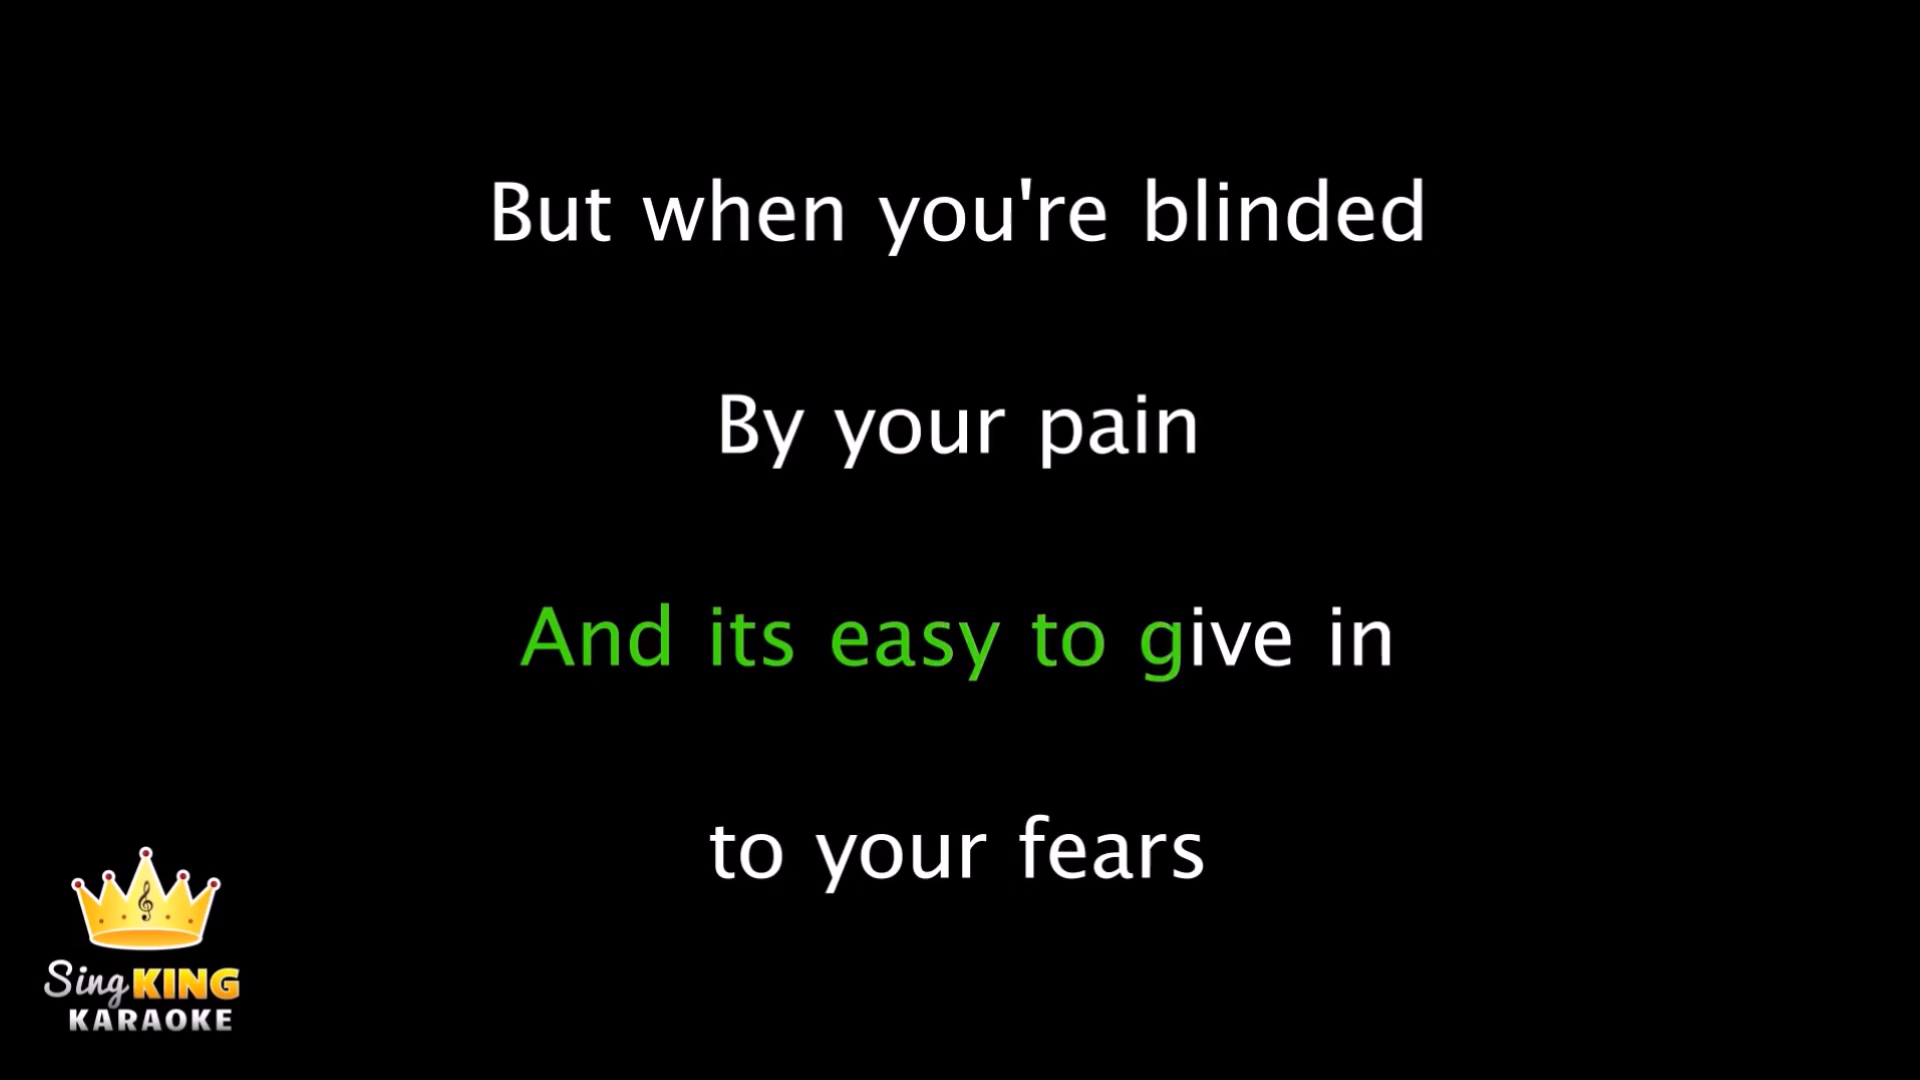 But when you're blinded
By your pain
And its easy to give in
to your fears
Sing KING
KARAOKE